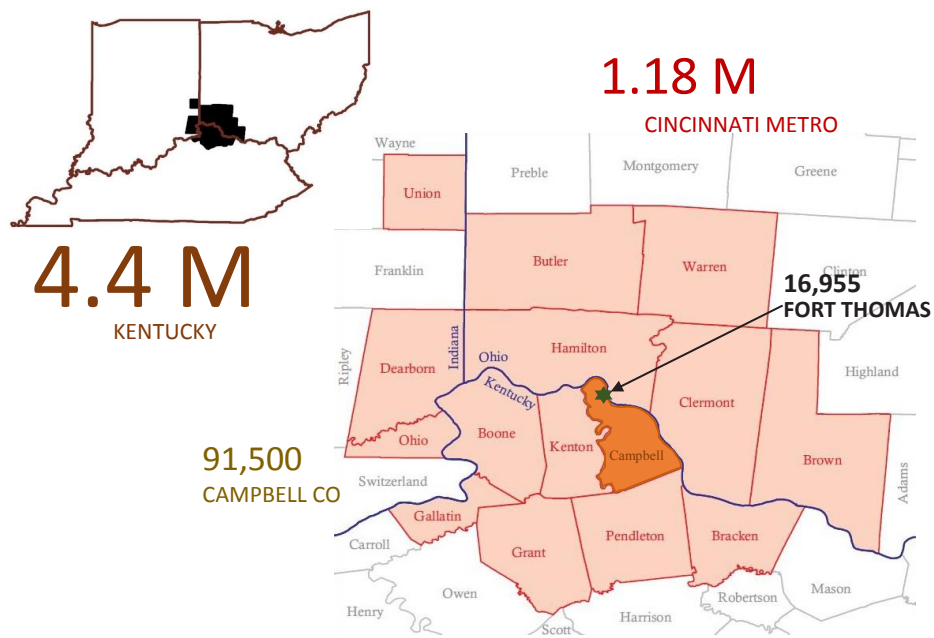 1.18 M
CINCINNATI METRO
4.4 M
KENTUCKY
91,500
CAMPBELL CO
16,955
FORT THOMAS
Wayne
Preble
Montgomery
Greene
Union
Franklin
Butler
Warren
Clinton
Ripley
Dearborn
Indiana
Ohio
Kentucky
Hamilton
Clermont
Highland
Ohio
Boone
Kenton
Campbell
Brown
Adams
Switzerland
Gallatin
Carroll
Grant
Pendleton
Bracken
Owen
Henry
Scott
Harrison
Robertson
Mason